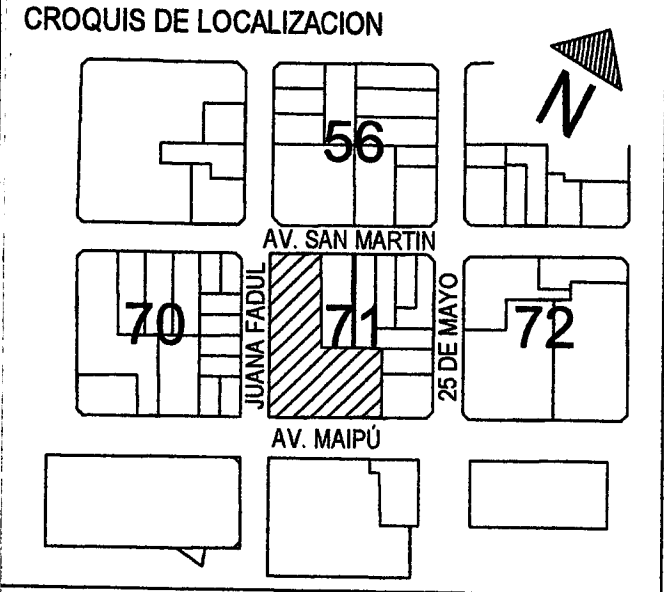 CROQUIS DE LOCALIZACION
N
56
AV. SAN MARTIN
70
JUANA FADUL
71
25 DE MAYO
72
AV. MAIPÚ